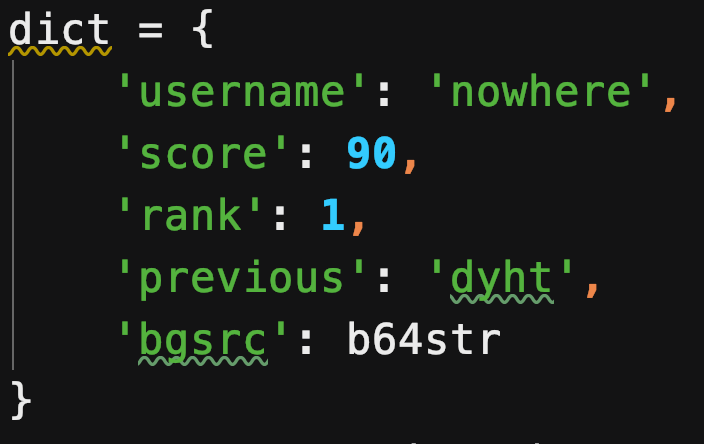 dict = {
    'username': 'nowhere',
    'score': 90,
    'rank': 1,
    'previous': 'dyht',
    'bgsrc': b64str
}